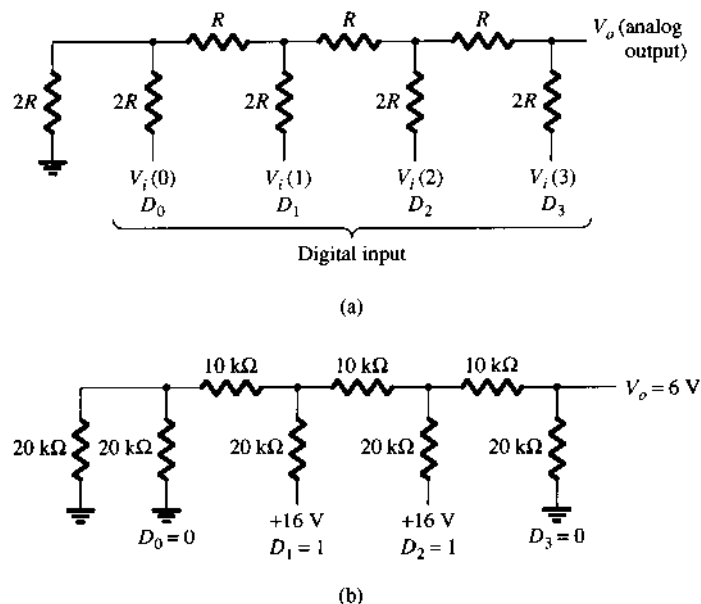 R R R V_o (analog
output)
2R 2R 2R 2R 2R
V_i(0) V_i(1) V_i(2) V_i(3)
D_0 D_1 D_2 D_3
Digital input
(a)
10 kΩ 10 kΩ 10 kΩ
V_o = 6 V
20 kΩ 20 kΩ 20 kΩ 20 kΩ 20 kΩ
+16 V +16 V
D_0 = 0 D_1 = 1 D_2 = 1 D_3 = 0
(b)